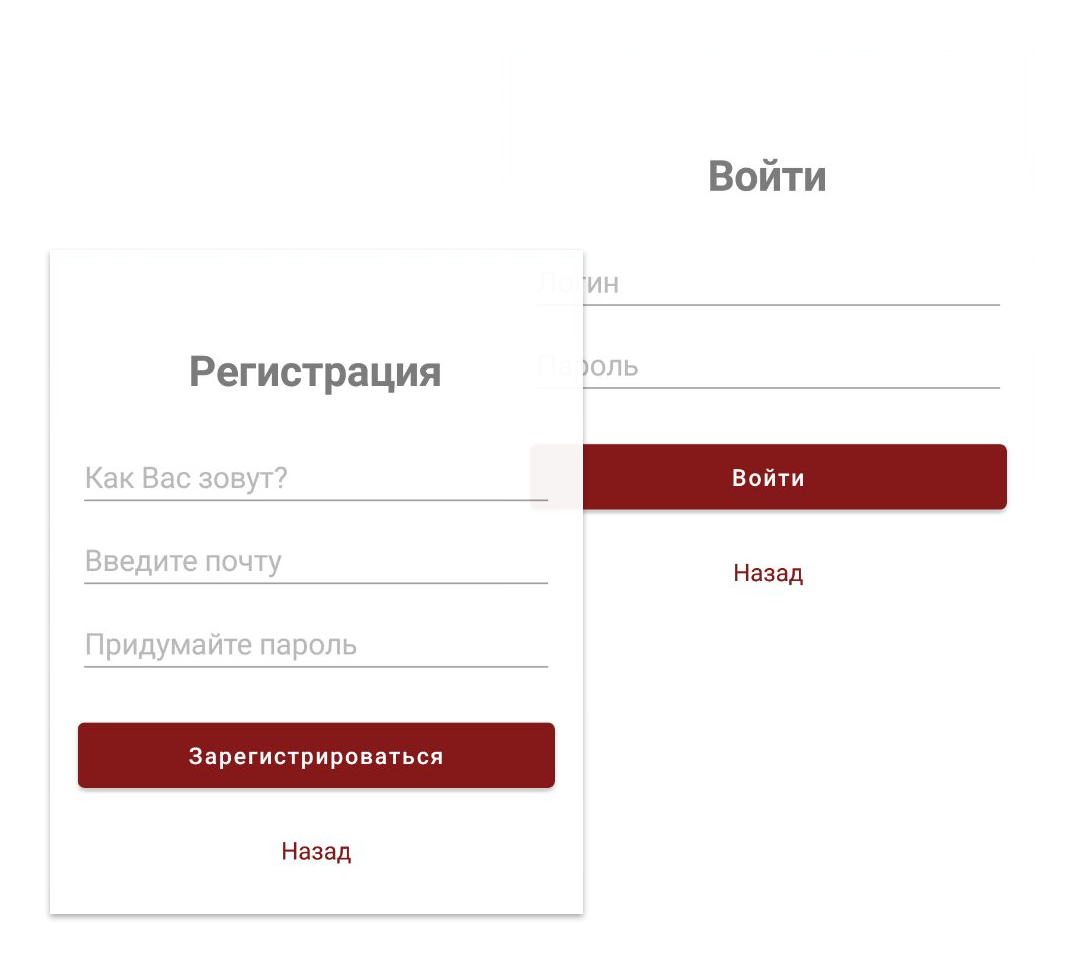 Войти
Логин
Пароль
Войти
Назад
Регистрация
Как Вас зовут?
Введите почту
Придумайте пароль
Зарегистрироваться
Назад